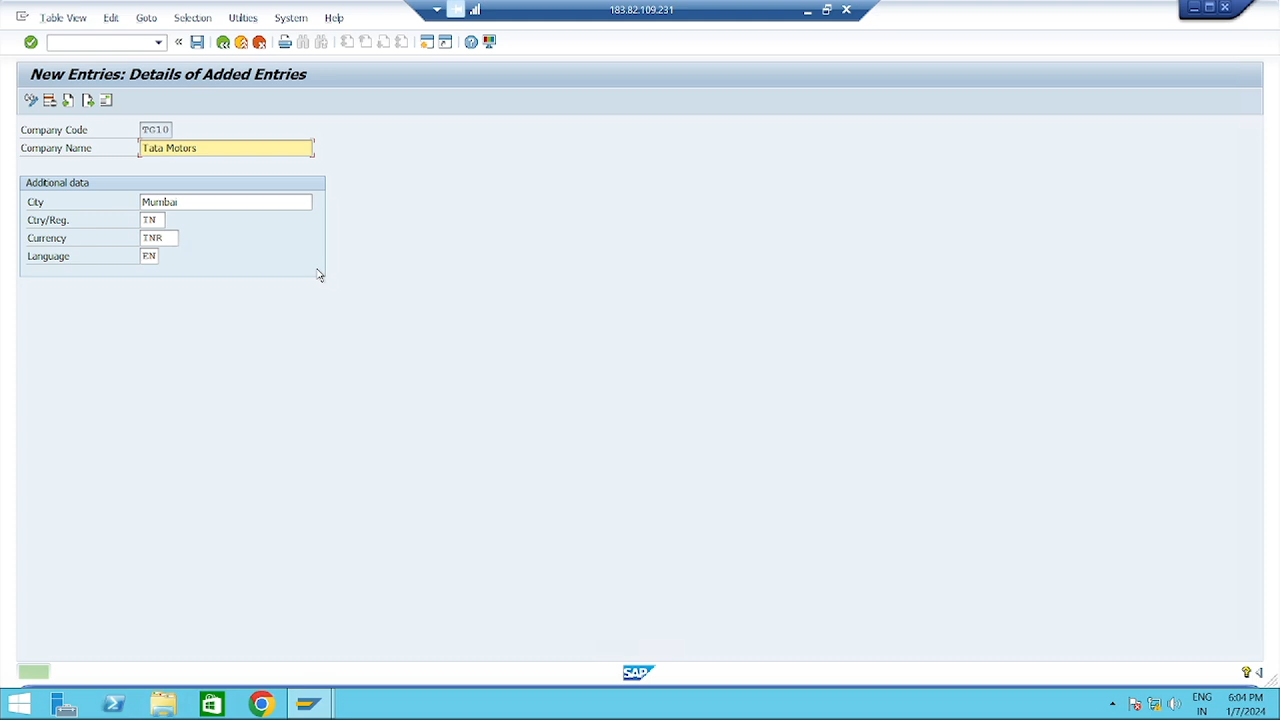 Table View Edit Goto Selection Utilities System Help
183.82.109.231
New Entries: Details of Added Entries
Company Code TG10
Company Name Tata Motors
Additional data
City Mumbai
Ctry/Reg. IN
Currency INR
Language EN
SAP
ENG
IN
6:04 PM
1/7/2024